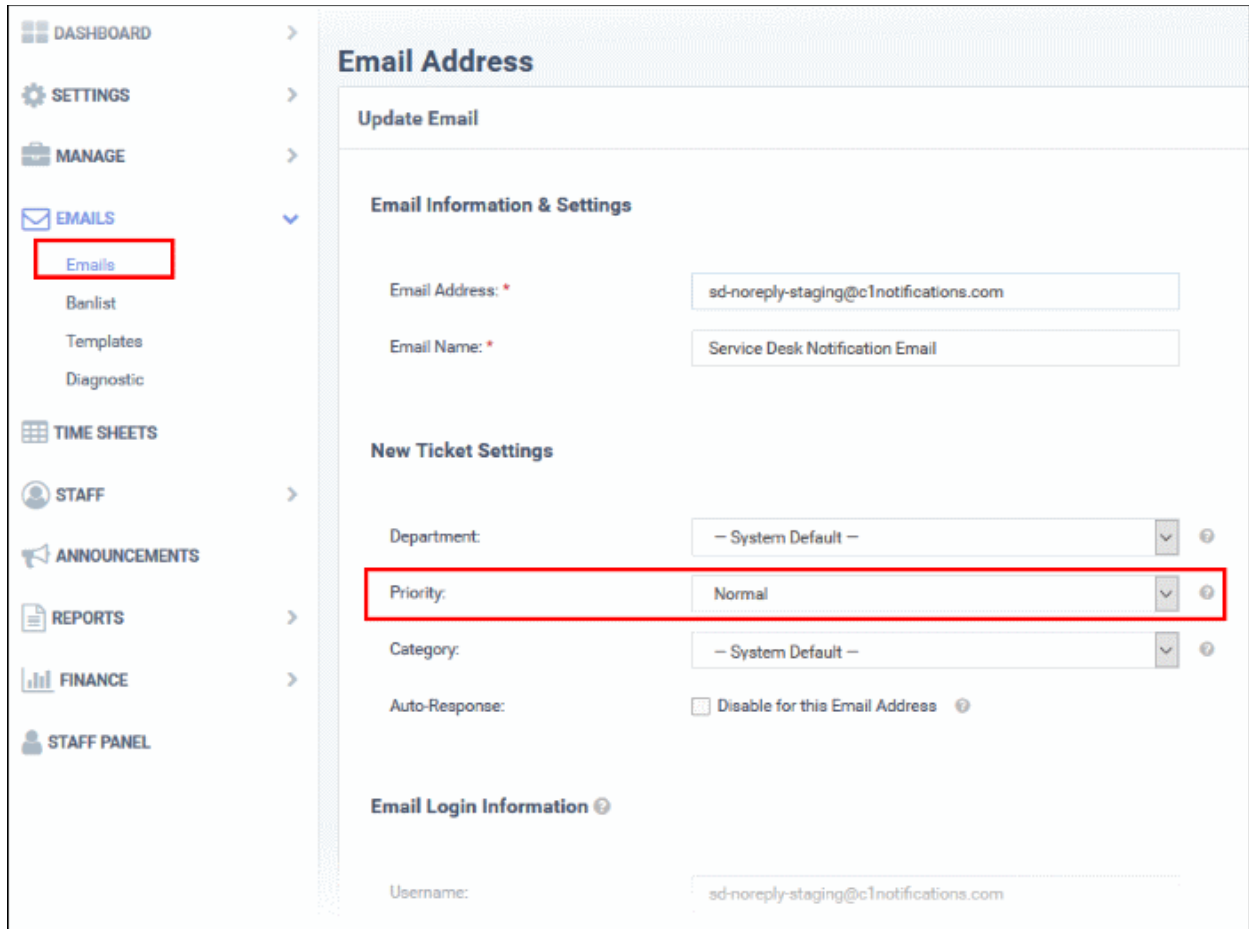 DASHBOARD
SETTINGS
MANAGE
EMAILS
Emails
Banlist
Templates
Diagnostic
TIME SHEETS
STAFF
ANNOUNCEMENTS
REPORTS
FINANCE
STAFF PANEL
Email Address
Update Email
Email Information & Settings
Email Address: * sd-noreply-staging@c1notifications.com
Email Name: * Service Desk Notification Email
New Ticket Settings
Department: — System Default —
Priority: Normal
Category: — System Default —
Auto-Response: Disable for this Email Address
Email Login Information
Username: sd-noreply-staging@c1notifications.com